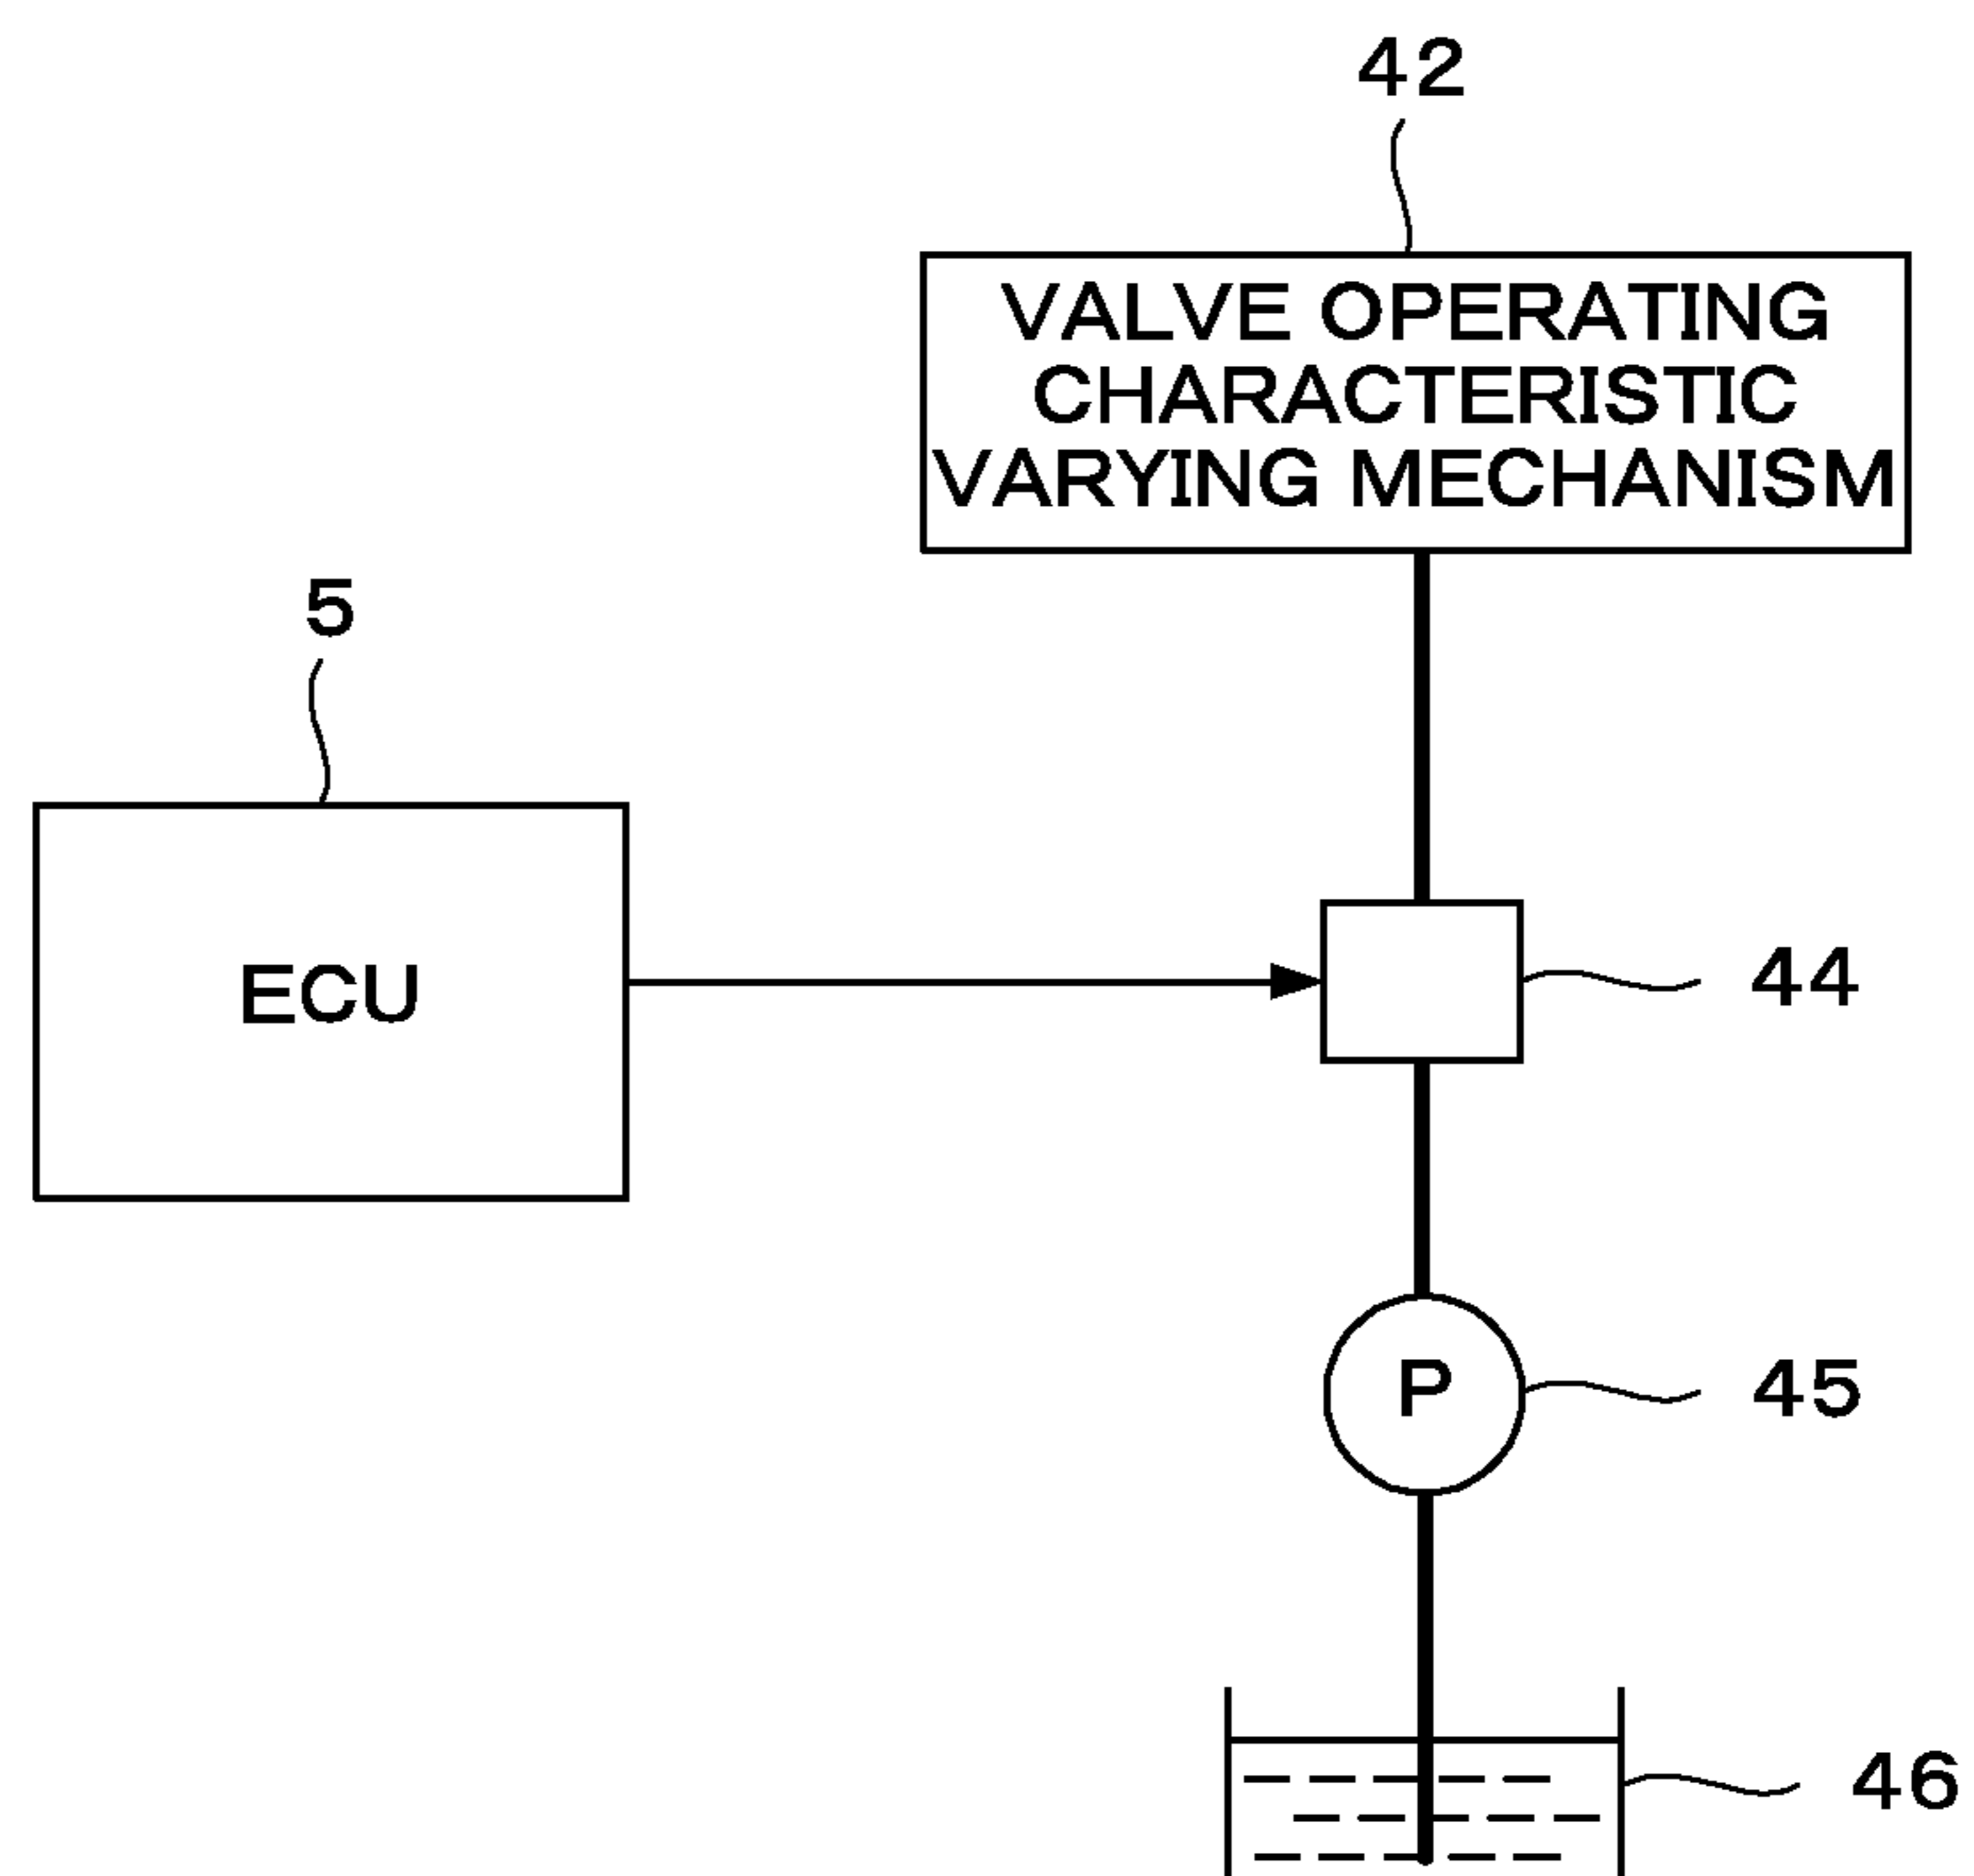 42
VALVE OPERATING
CHARACTERISTIC
VARYING MECHANISM
5
ECU
44
P
45
46